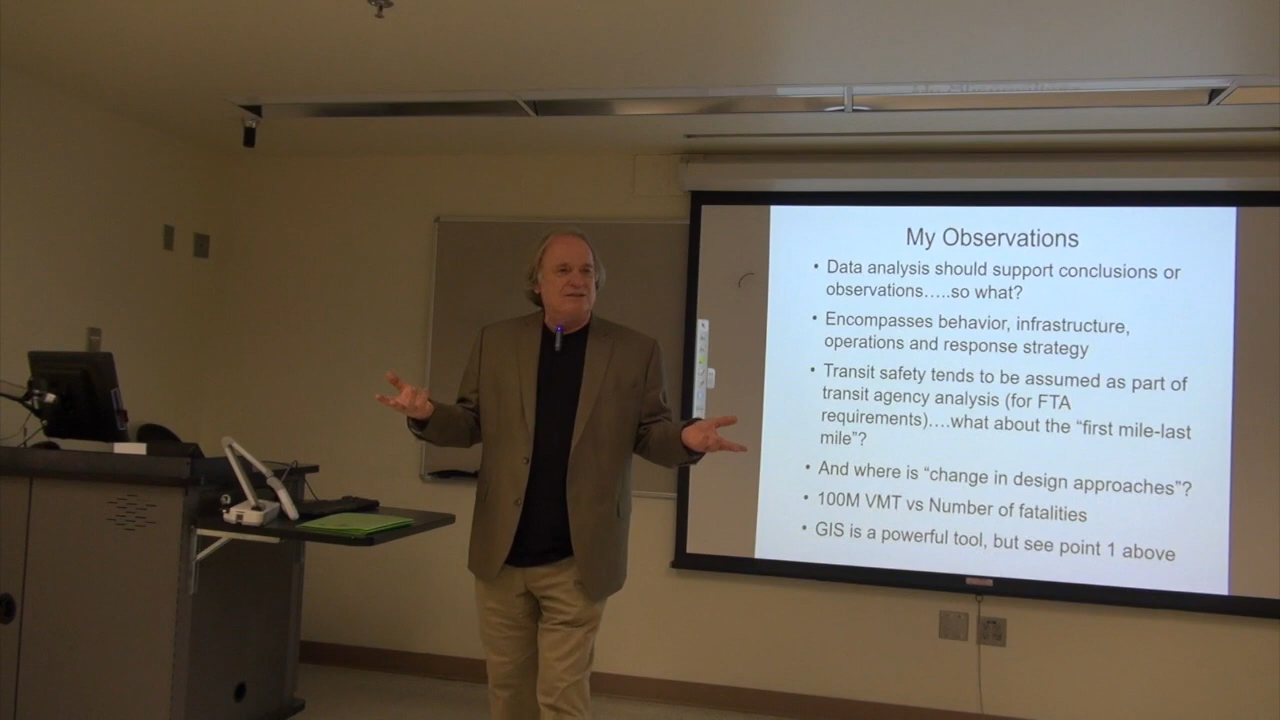 My Observations
• Data analysis should support conclusions or
observations.....so what?
• Encompasses behavior, infrastructure,
operations and response strategy
• Transit safety tends to be assumed as part of
transit agency analysis (for FTA
requirements)....what about the “first mile-last
mile”?
• And where is “change in design approaches”?
• 100M VMT vs Number of fatalities
• GIS is a powerful tool, but see point 1 above